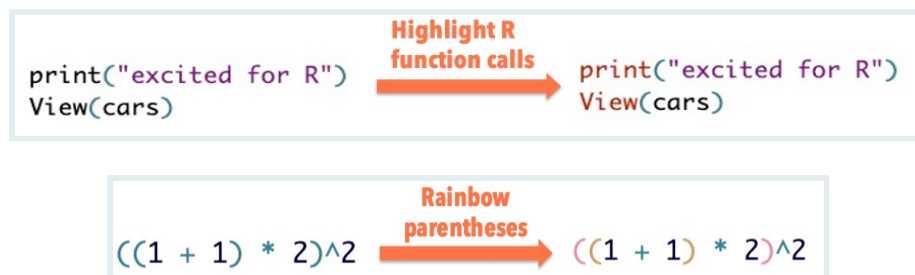 Highlight R
function calls
print("excited for R")
View(cars)
print("excited for R")
View(cars)
Rainbow
parentheses
((1 + 1) * 2)^2
((1 + 1) * 2)^2